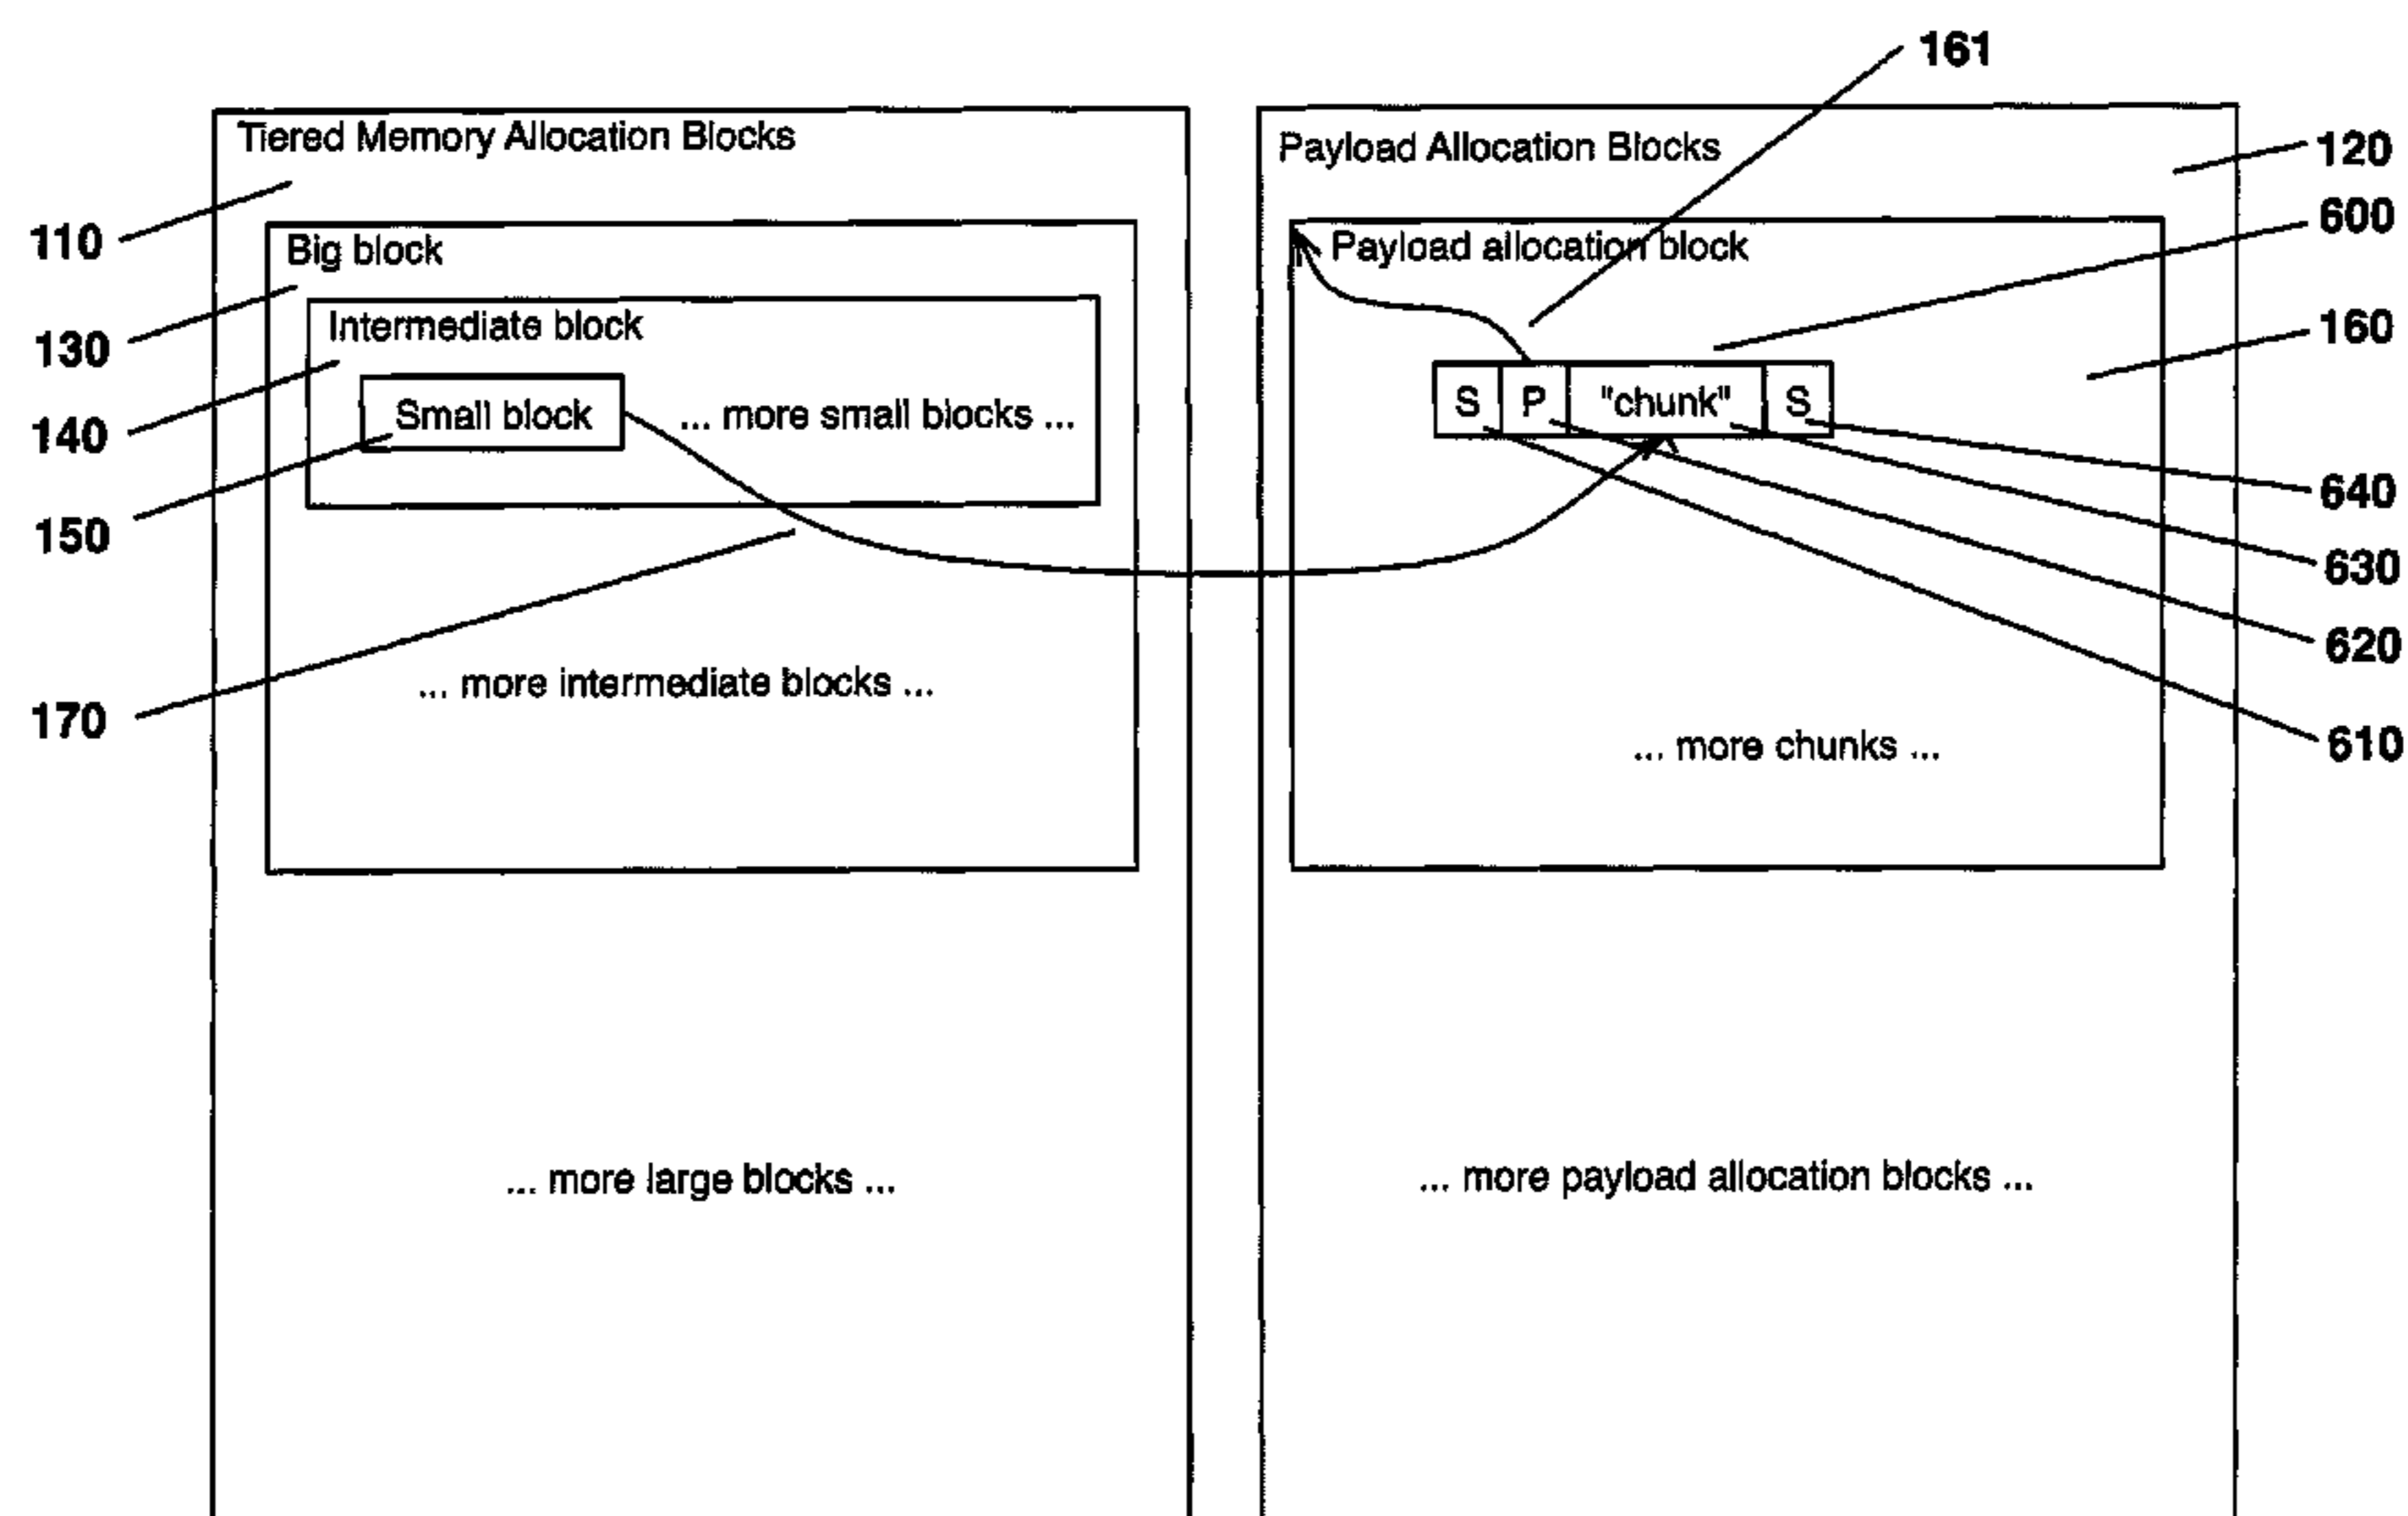 161
Tiered Memory Allocation Blocks
Payload Allocation Blocks
120
110
Big block
Payload allocation block
600
130
Intermediate block
160
140
Small block
... more small blocks ...
S
P
"chunk"
S
150
640
630
620
170
... more intermediate blocks ...
... more chunks ...
610
... more large blocks ...
... more payload allocation blocks ...